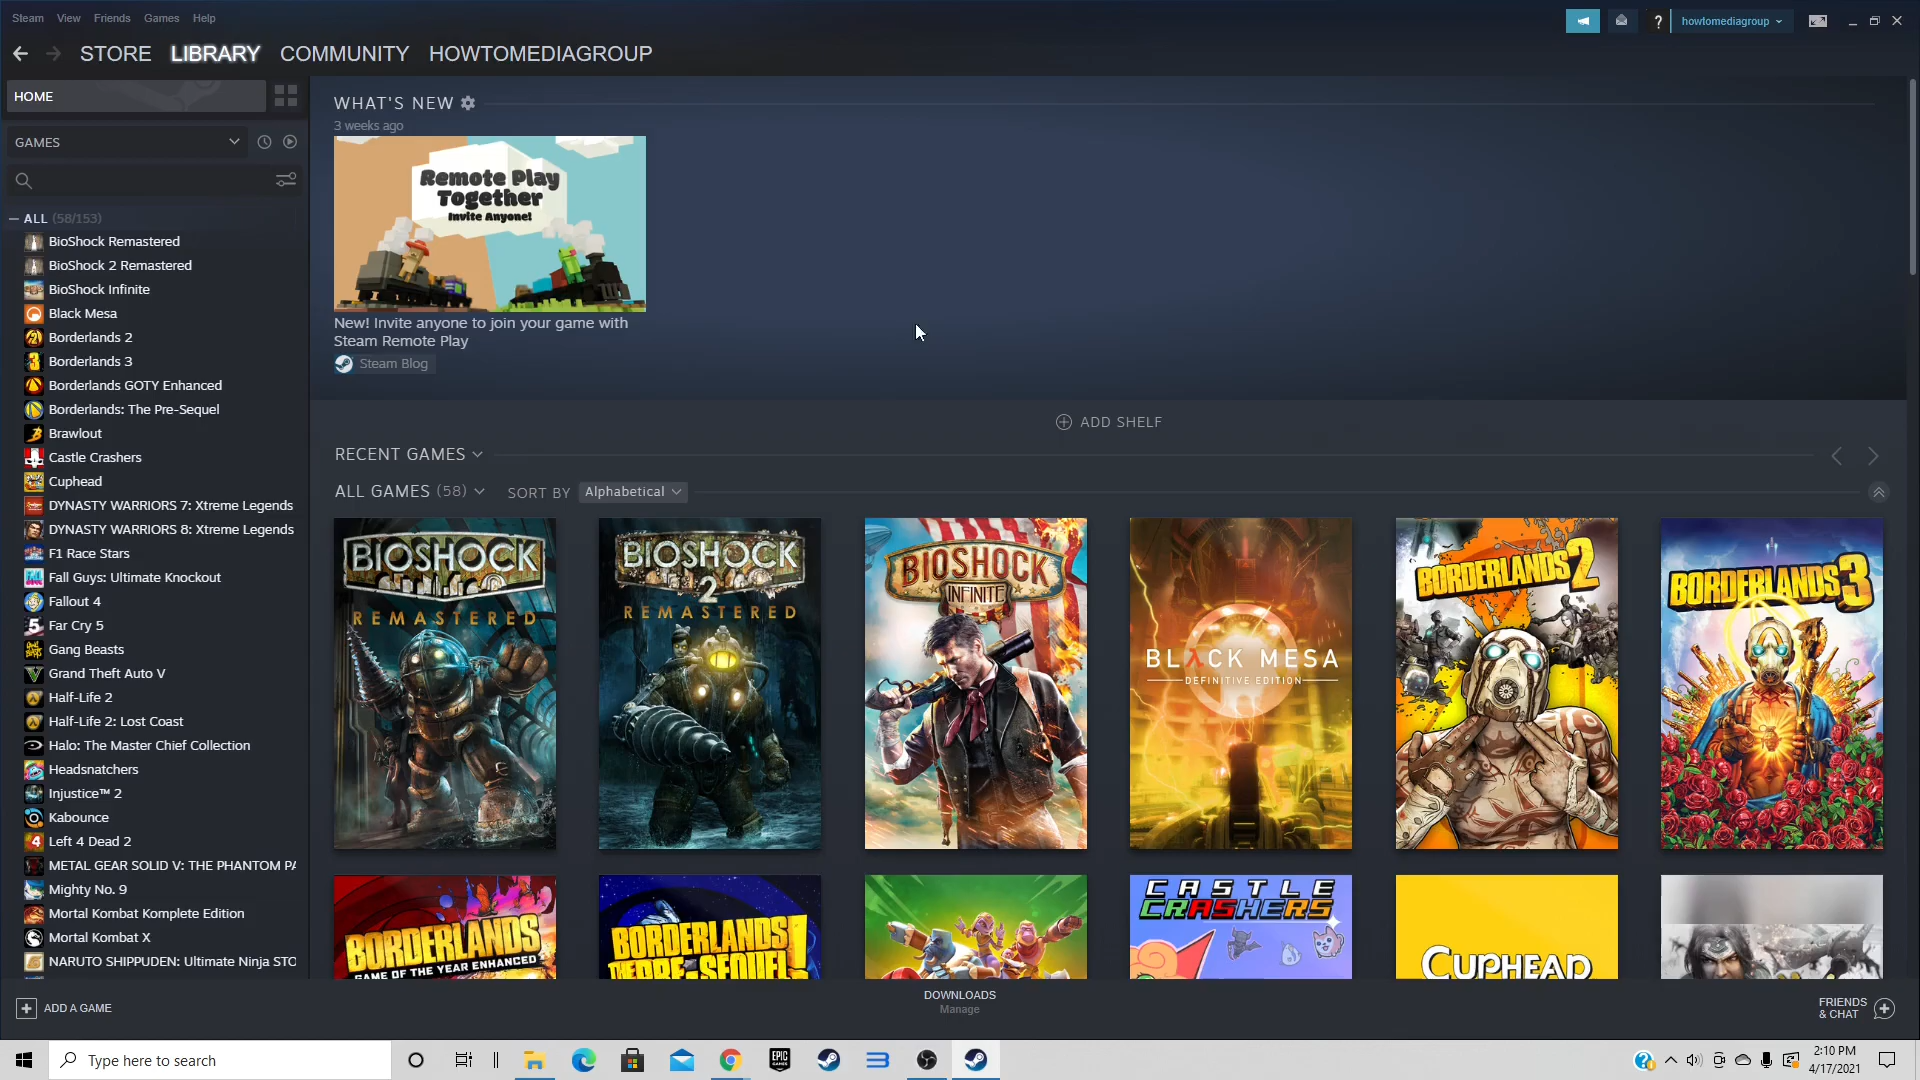 Steam View Friends Games Help
? howtomediagroup
STORE LIBRARY COMMUNITY HOWTOMEDIAGROUP
HOME
GAMES
ALL (58/153)
BioShock Remastered
BioShock 2 Remastered
BioShock Infinite
Black Mesa
Borderlands 2
Borderlands 3
Borderlands GOTY Enhanced
Borderlands: The Pre-Sequel
Brawlout
Castle Crashers
Cuphead
DYNASTY WARRIORS 7: Xtreme Legends
DYNASTY WARRIORS 8: Xtreme Legends
F1 Race Stars
Fall Guys: Ultimate Knockout
Fallout 4
Far Cry 5
Gang Beasts
Grand Theft Auto V
Half-Life 2
Half-Life 2: Lost Coast
Halo: The Master Chief Collection
Headsnatchers
Injustice™ 2
Kabounce
Left 4 Dead 2
METAL GEAR SOLID V: THE PHANTOM PA
Mighty No. 9
Mortal Kombat Komplete Edition
Mortal Kombat X
NARUTO SHIPPUDEN: Ultimate Ninja STO
ADD A GAME
WHAT'S NEW
3 weeks ago
Remote Play
Together
Invite Anyone!
New! Invite anyone to join your game with
Steam Remote Play
Steam Blog
ADD SHELF
RECENT GAMES
ALL GAMES (58) SORT BY Alphabetical
BIOSHOCK
REMASTERED
BIOSHOCK
2
REMASTERED
BIOSHOCK
INFINITE
BLACK MESA
DEFINITIVE EDITION
BORDERLANDS 2
BORDERLANDS 3
BORDERLANDS
GAME OF THE YEAR ENHANCED
BORDERLANDS
THE PRE-SEQUEL!
CASTLE
CRASHERS
CUPHEAD
DOWNLOADS
Manage
FRIENDS
& CHAT
Type here to search
EPIC
GAMES
2:10 PM
4/17/2021